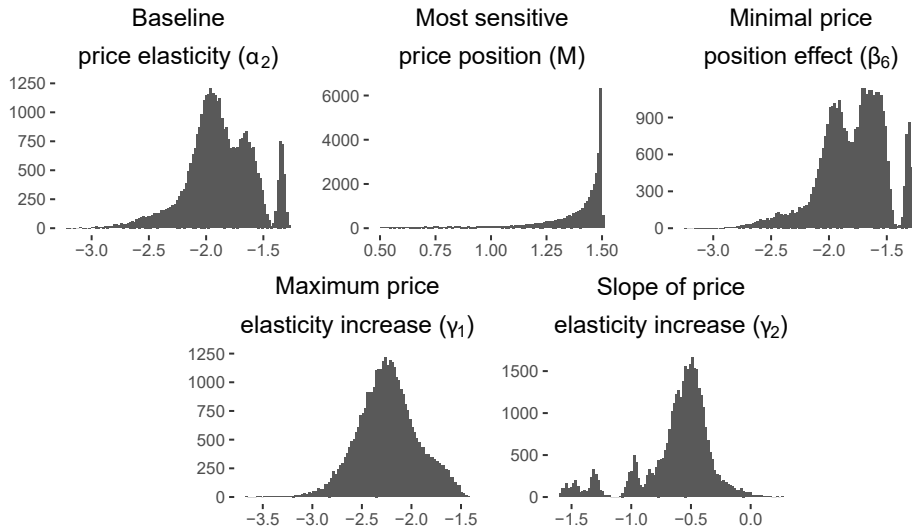 Baseline
price elasticity (α2)
Most sensitive
price position (M)
Minimal price
position effect (β6)
1250
1000
750
500
250
0
−3.0 −2.5 −2.0 −1.5
6000
4000
2000
0
0.50 0.75 1.00 1.25 1.50
900
600
300
0
−3.0 −2.5 −2.0 −1.5
Maximum price
elasticity increase (γ1)
Slope of price
elasticity increase (γ2)
1250
1000
750
500
250
0
−3.5 −3.0 −2.5 −2.0 −1.5
1500
1000
500
0
−1.5 −1.0 −0.5 0.0